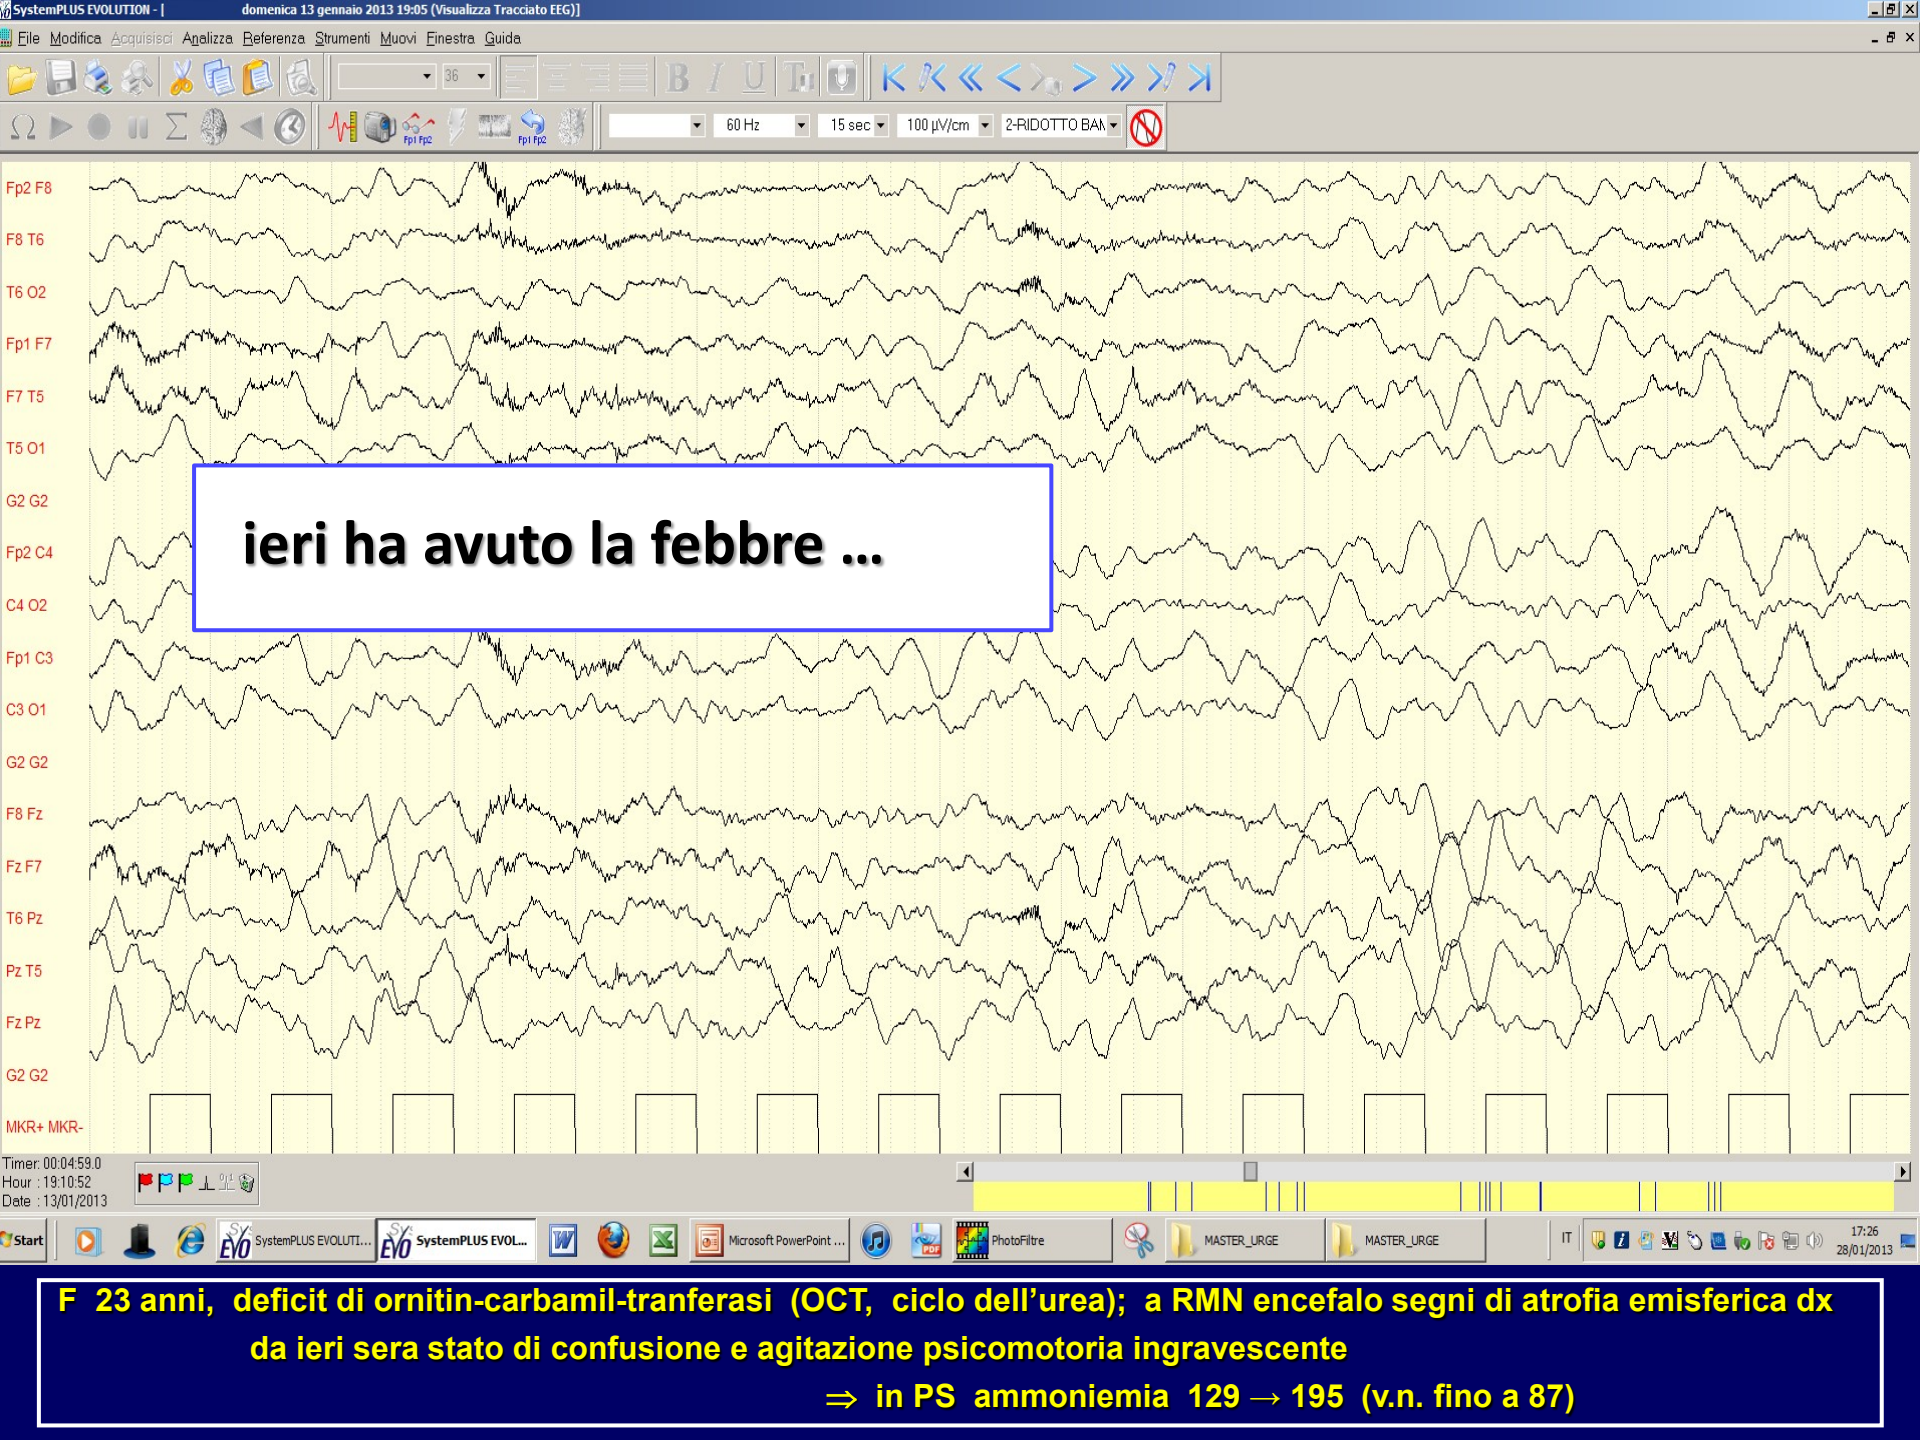 SystemPLUS EVOLUTION - [ domenica 13 gennaio 2013 19:05 (Visualizza Tracciato EEG)]
File Modifica Acquisisci Analizza Referenza Strumenti Muovi Finestra Guida
36
60 Hz 15 sec 100 µV/cm 2-RIDOTTO BAN
Fp2 F8
F8 T6
T6 O2
Fp1 F7
F7 T5
T5 O1
G2 G2
ieri ha avuto la febbre ...
Fp2 C4
C4 O2
Fp1 C3
C3 O1
G2 G2
F8 Fz
Fz F7
T6 Pz
Pz T5
Fz Pz
G2 G2
MKR+ MKR-
Timer: 00:04:59.0
Hour : 19:10:52
Date : 13/01/2013
Start SystemPLUS EVOLUTI... SystemPLUS EVOL... Microsoft PowerPoint ... PhotoFiltre MASTER_URGE MASTER_URGE IT 17:26
28/01/2013
F 23 anni, deficit di ornitin-carbamil-tranferasi (OCT, ciclo dell’urea); a RMN encefalo segni di atrofia emisferica dx
da ieri sera stato di confusione e agitazione psicomotoria ingravescente
⇒ in PS ammoniemia 129 → 195 (v.n. fino a 87)